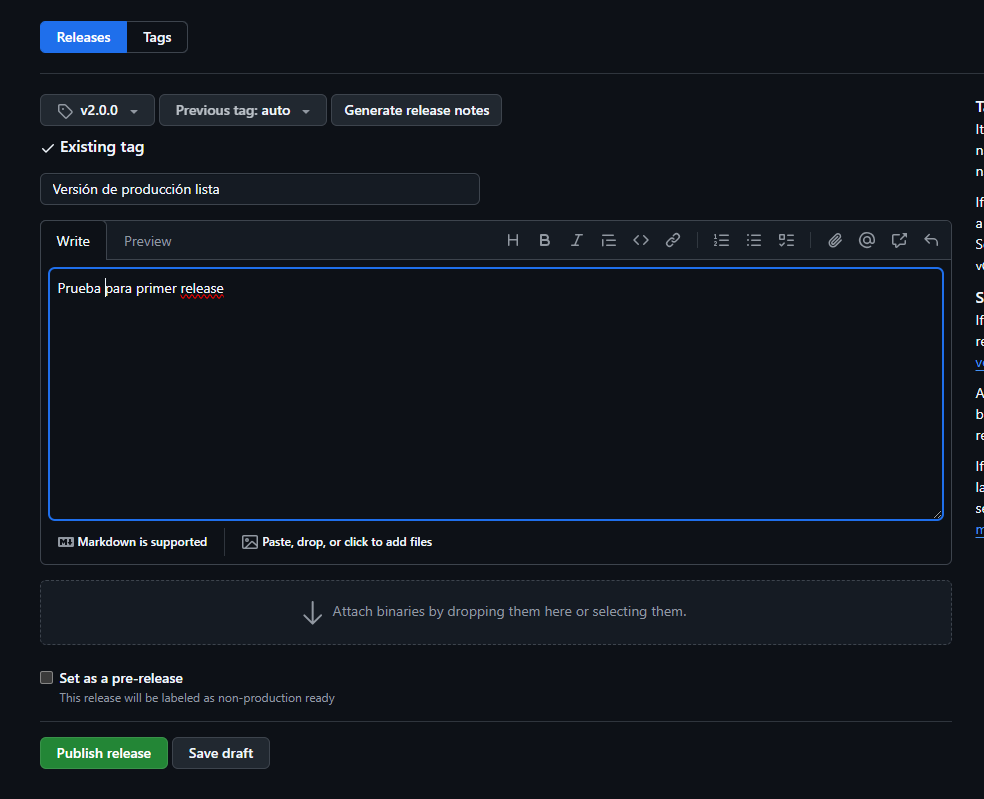 Releases Tags
v2.0.0 Previous tag: auto Generate release notes
Existing tag
Versión de producción lista
Write Preview
Prueba para primer release
Markdown is supported Paste, drop, or click to add files
Attach binaries by dropping them here or selecting them.
Set as a pre-release
This release will be labeled as non-production ready
Publish release Save draft